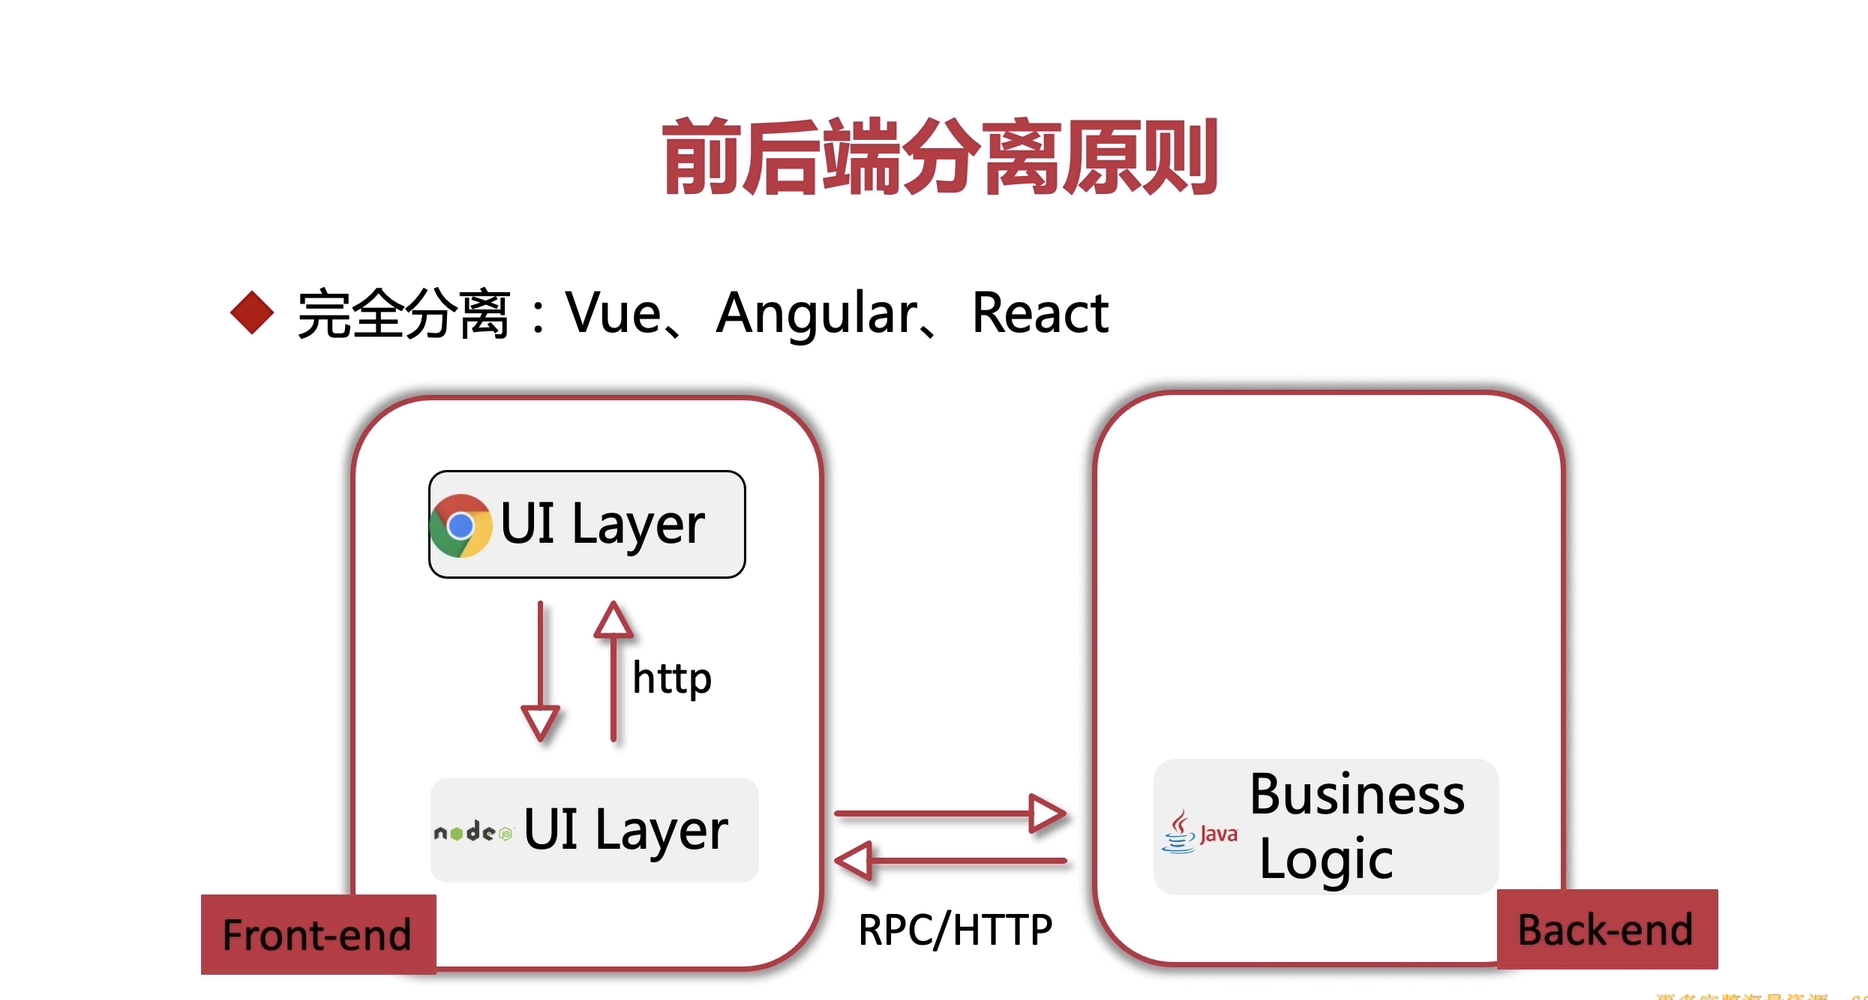 前后端分离原则
完全分离：Vue、Angular、React
UI Layer
http
node UI Layer
Java
Business
Logic
RPC/HTTP
Front-end
Back-end